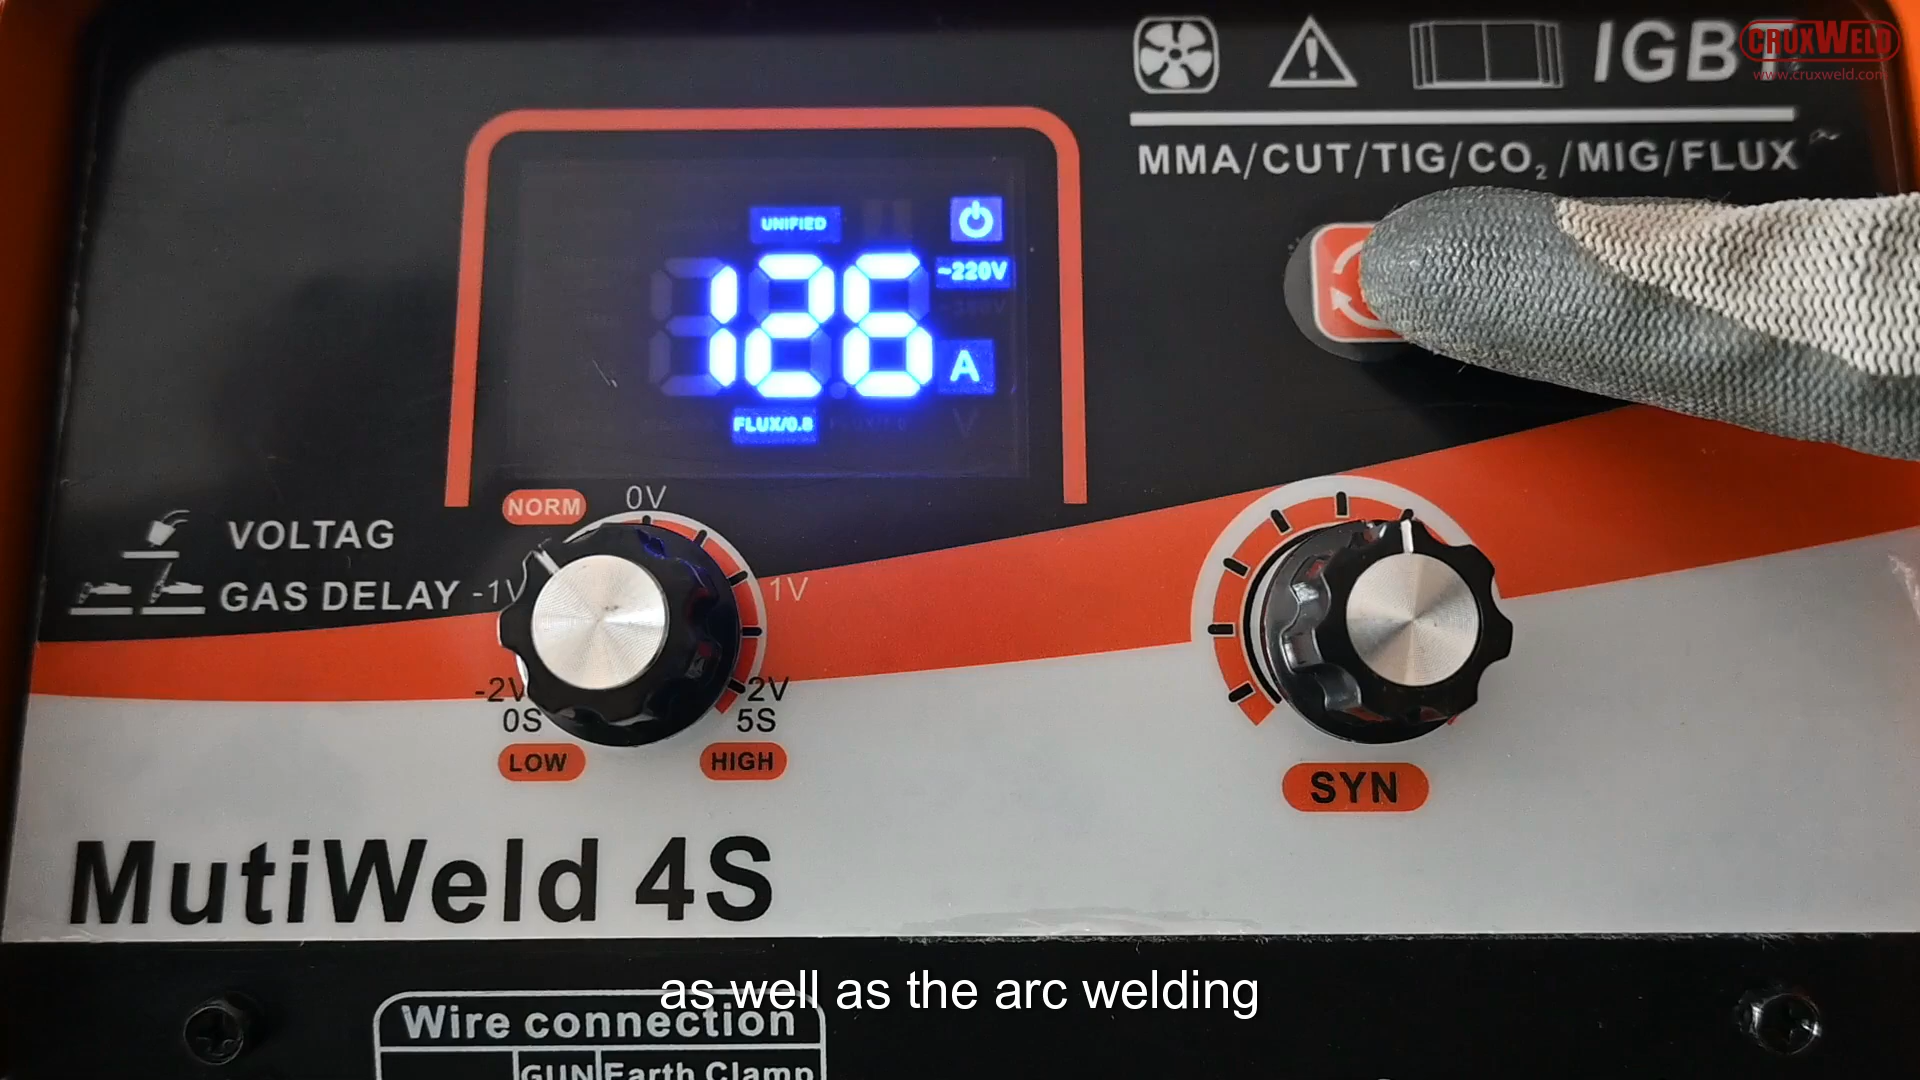 IGBT
CRUXWELD
www.cruxweld.com
MMA/CUT/TIG/CO₂/MIG/FLUX
UNIFIED
~220V
126
A
FLUX/0.8
NORM
0V
VOLTAG
GAS DELAY
-1V
1V
-2V
2V
0S
5S
LOW
HIGH
SYN
MutiWeld 4S
as well as the arc welding
Wire connection
GUN Earth Clamp